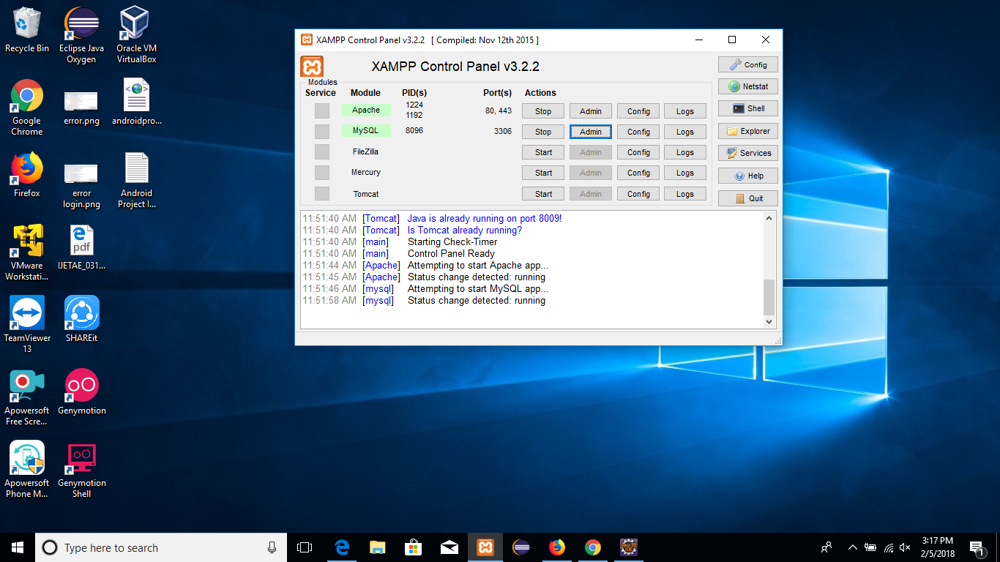 Recycle Bin
Eclipse Java
Oxygen
Oracle VM
VirtualBox
Google
Chrome
error.png
androidpro...
Firefox
error
login.png
Android
Project I...
VMware
Workstati...
pdf
IJETAE_031...
TeamViewer
13
SHAREit
Apowersoft
Free Scre...
Genymotion
Apowersoft
Phone M...
Genymotion
Shell
XAMPP Control Panel v3.2.2 [ Compiled: Nov 12th 2015 ]
XAMPP Control Panel v3.2.2
Modules
Service Module PID(s) Port(s) Actions
Apache 1224 1192 80, 443 Stop Admin Config Logs
MySQL 8096 3306 Stop Admin Config Logs
FileZilla Start Admin Config Logs
Mercury Start Admin Config Logs
Tomcat Start Admin Config Logs
Config
Netstat
Shell
Explorer
Services
Help
Quit
11:51:40 AM [Tomcat] Java is already running on port 8009!
11:51:40 AM [Tomcat] Is Tomcat already running?
11:51:40 AM [main] Starting Check-Timer
11:51:40 AM [main] Control Panel Ready
11:51:44 AM [Apache] Attempting to start Apache app...
11:51:45 AM [Apache] Status change detected: running
11:51:46 AM [mysql] Attempting to start MySQL app...
11:51:58 AM [mysql] Status change detected: running
Type here to search
3:17 PM
2/5/2018
1